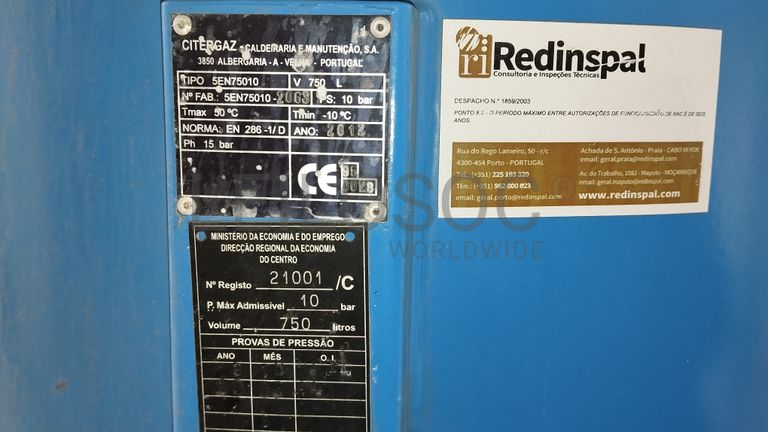 CITERGAZ - CALDEIRARIA E MANUTENÇÃO, S.A.
3850 ALBERGARIA - A - VELHA - PORTUGAL
TIPO 5EN75010 V 750 L
Nº FAB.: 5EN75010- PS: 10 bar
Tmax 50 ºC Tmin -10ºC
NORMA: EN 286 -1/ D ANO: 2012
Ph 15 bar
CE
MINISTÉRIO DA ECONOMIA E DO EMPREGO
DIRECÇÃO REGIONAL DA ECONOMIA
DO CENTRO
Nº Registo 21001 /C
P. Máx Admissível 10 bar
Volume 750 litros
PROVAS DE PRESSÃO
ANO MÊS O. I.
ri Redinspal
Consultoria e Inspeções Técnicas
DESPACHO N.º 1859/2003
PONTO 8.2 - O PERÍODO MÁXIMO ENTRE AUTORIZAÇÕES DE FUNCIONAMENTO DE RAC É DE SEIS
ANOS.
Rua do Rego Lameiro, 50 - r/c
4300-454 Porto - PORTUGAL
Tel.: (+351) 225 193 320
Tlm.: (+351) 962 000 823
email: geral.porto@redinspal.com
Achada de S. António - Praia - CABO VERDE
email: geral.praia@redinspal.com
Av. do Trabalho, 1082 - Maputo - MOÇAMBIQUE
email: geral.maputo@redinspal.com
www.redinspal.com
WORLDWIDE